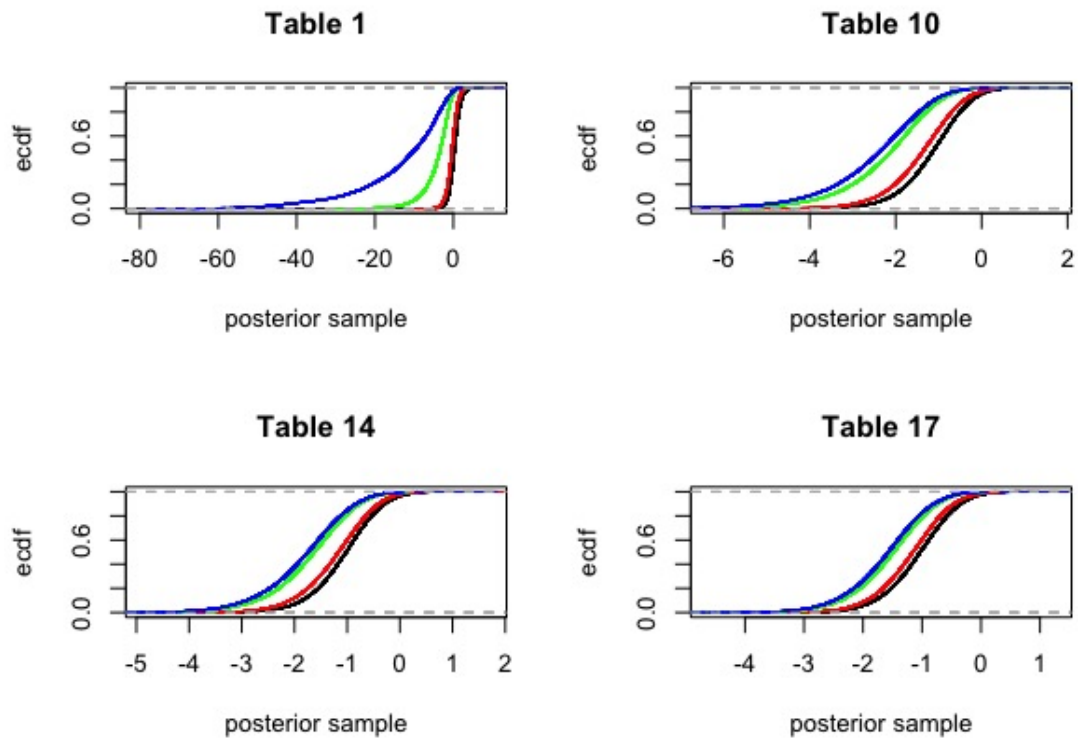 Table 1
ecdf
0.0 0.6
-80 -60 -40 -20 0
posterior sample
Table 10
ecdf
0.0 0.6
-6 -4 -2 0 2
posterior sample
Table 14
ecdf
0.0 0.6
-5 -4 -3 -2 -1 0 1 2
posterior sample
Table 17
ecdf
0.0 0.6
-4 -3 -2 -1 0 1
posterior sample